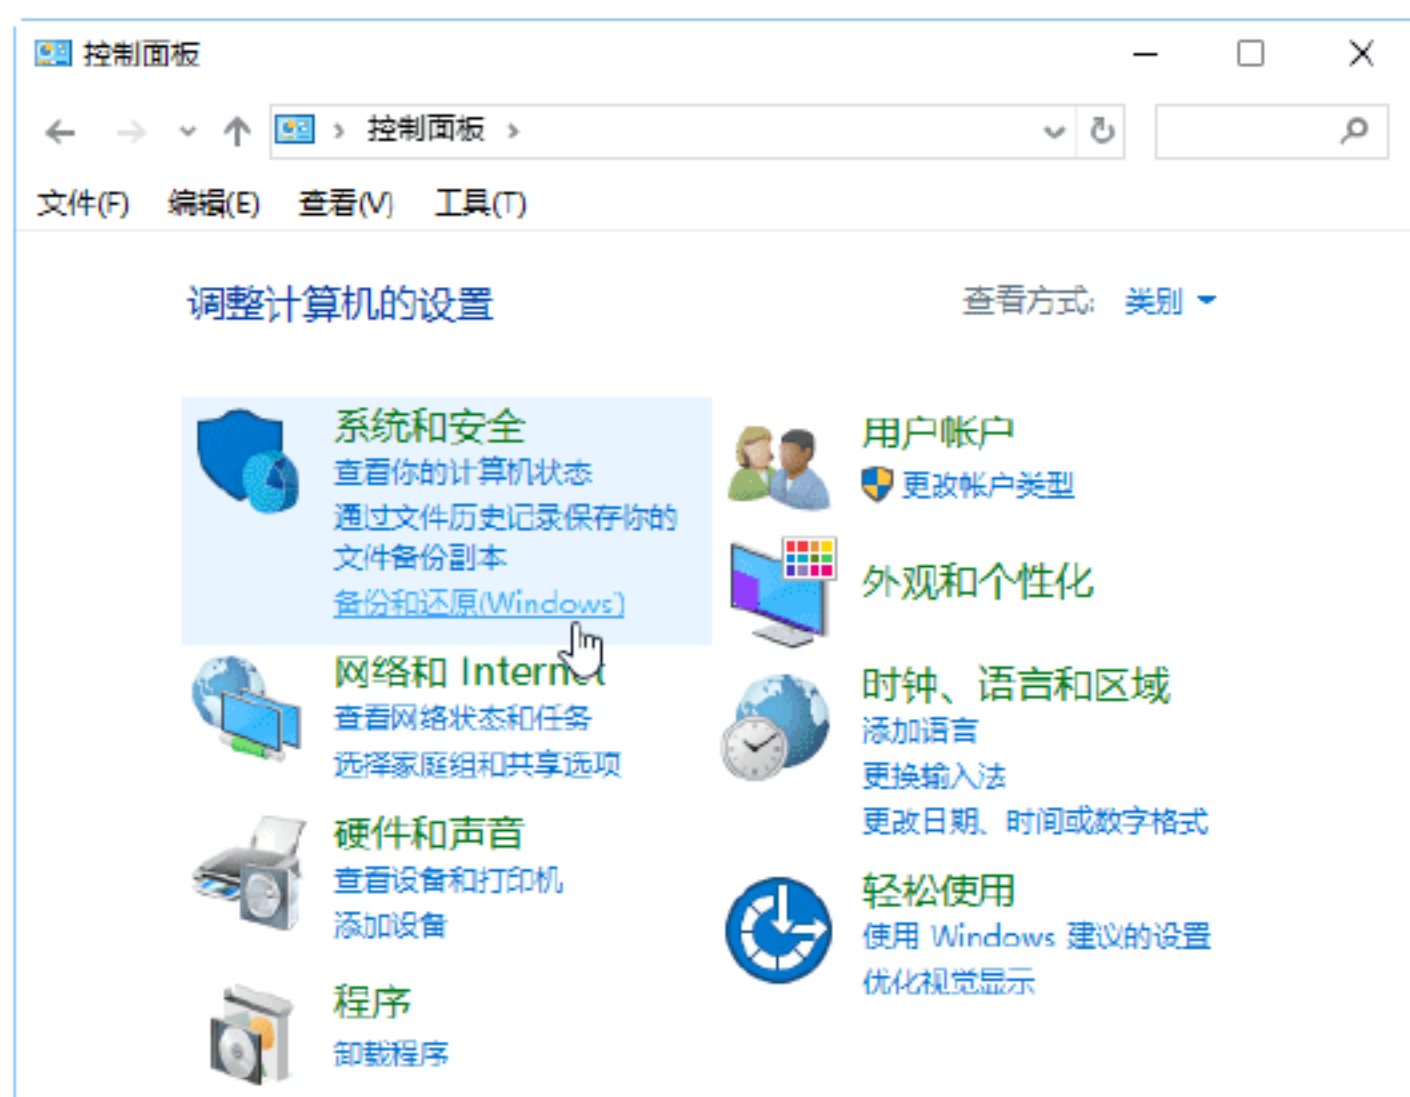 控制面板
控制面板
文件(F) 编辑(E) 查看(V) 工具(T)
调整计算机的设置
查看方式: 类别
系统和安全
查看你的计算机状态
通过文件历史记录保存你的
文件备份副本
备份和还原(Windows)
网络和 Internet
查看网络状态和任务
选择家庭组和共享选项
硬件和声音
查看设备和打印机
添加设备
程序
卸载程序
用户帐户
更改帐户类型
外观和个性化
时钟、语言和区域
添加语言
更换输入法
更改日期、时间或数字格式
轻松使用
使用 Windows 建议的设置
优化视觉显示